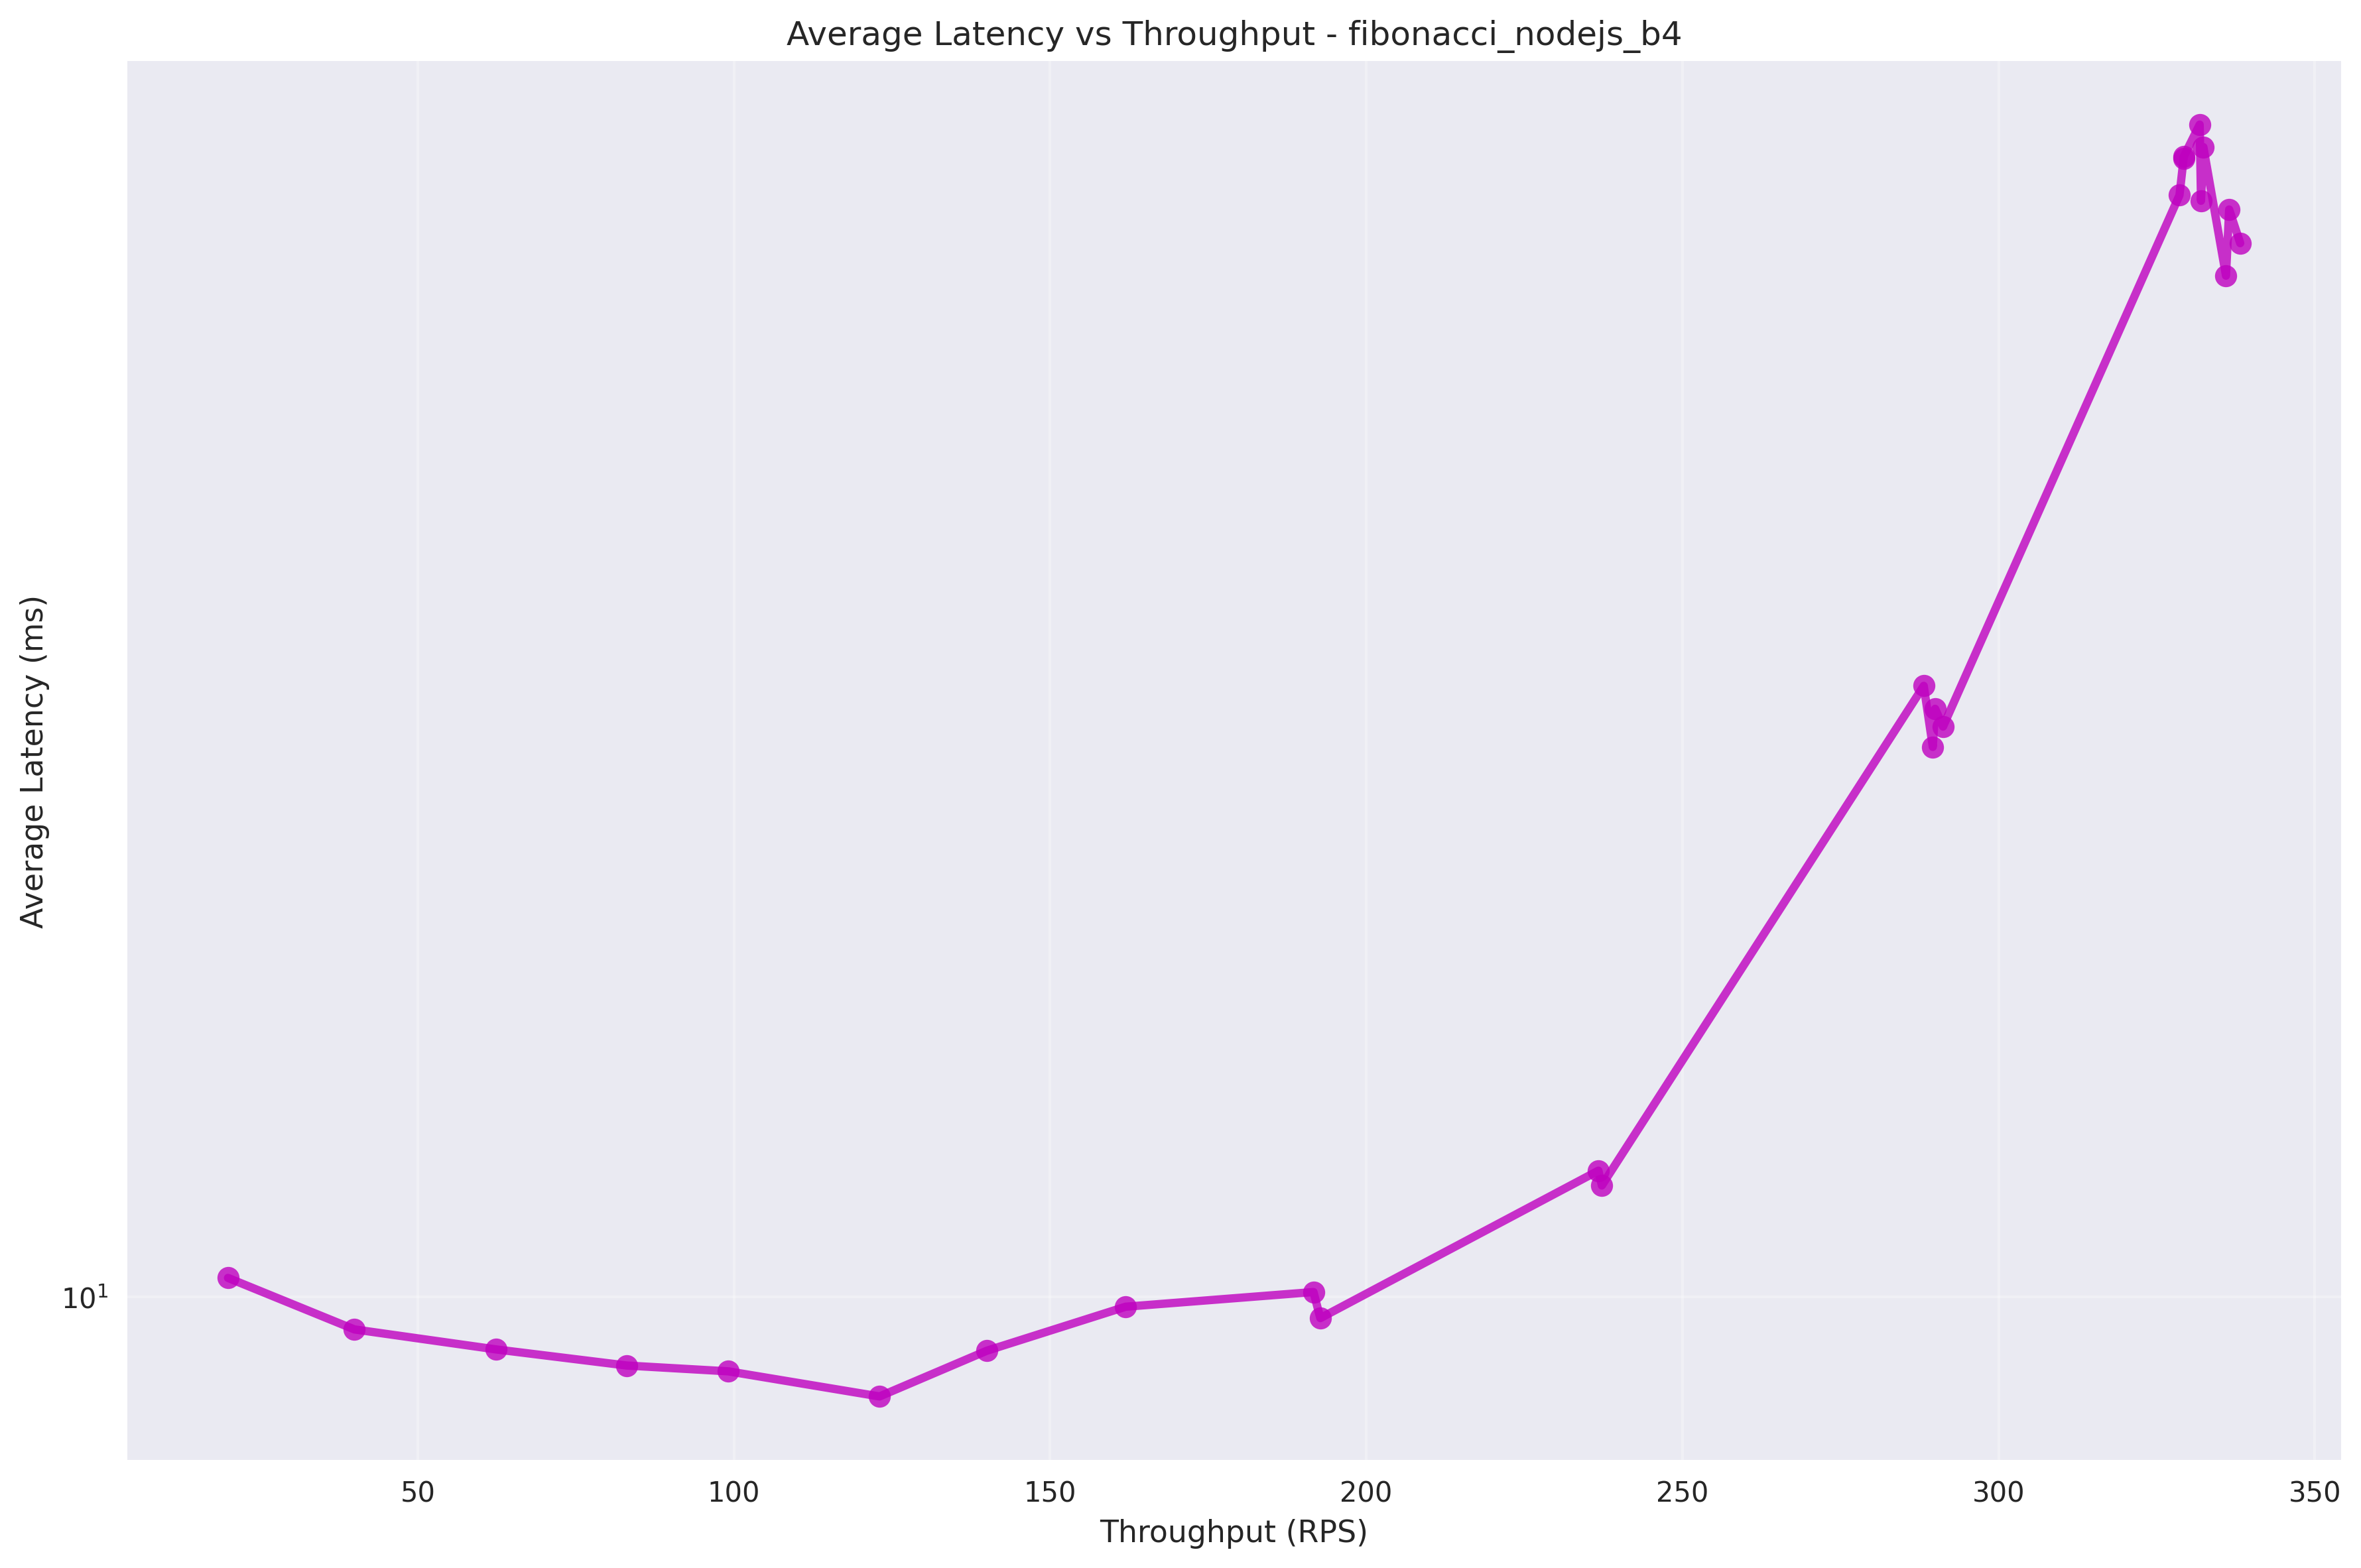 Average Latency vs Throughput - fibonacci_nodejs_b4
Average Latency (ms)
10¹
50 100 150 200 250 300 350
Throughput (RPS)